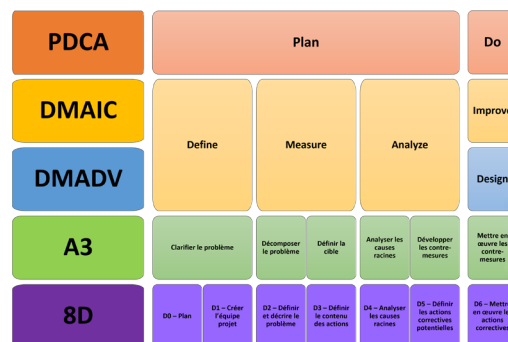 PDCA
Plan
Do
DMAIC
Define
Measure
Analyze
Improve
DMADV
Design
A3
Clarifier le problème
Décomposer
le problème
Définir la
cible
Analyser les
causes
racines
Développer
les contre-
mesures
Mettre en
œuvre les
contre-
mesures
8D
D0 – Plan
D1 – Créer
l'équipe
projet
D2 – Définir
et décrire le
problème
D3 – Définir
le contenu
des actions
D4 – Analyser
les causes
racines
D5 – Définir
les actions
correctives
potentielles
D6 – Mettre
en œuvre les
actions
correctives